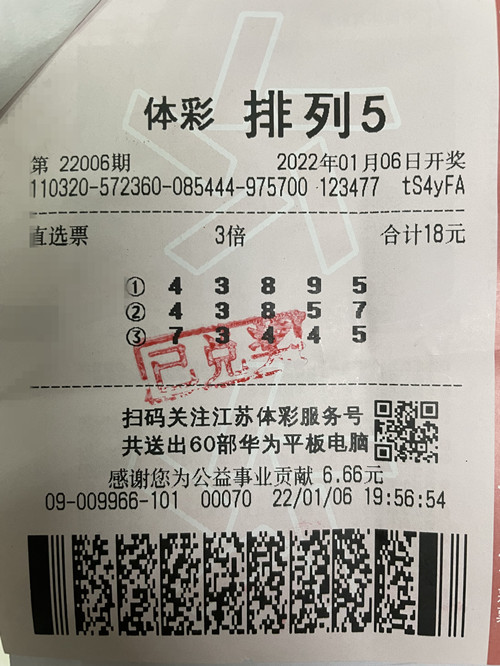 体彩 排列5
第 22006期 2022年01月06日开奖
110320-572360-085444-975700 123477 tS4yFA
直选票 3倍 合计18元
① 4 3 8 9 5
② 4 3 8 5 7
③ 7 3 4 4 5
已兑奖
扫码关注江苏体彩服务号
共送出60部华为平板电脑
感谢您为公益事业贡献 6.66元
09-009966-101 00070 22/01/06 19:56:54